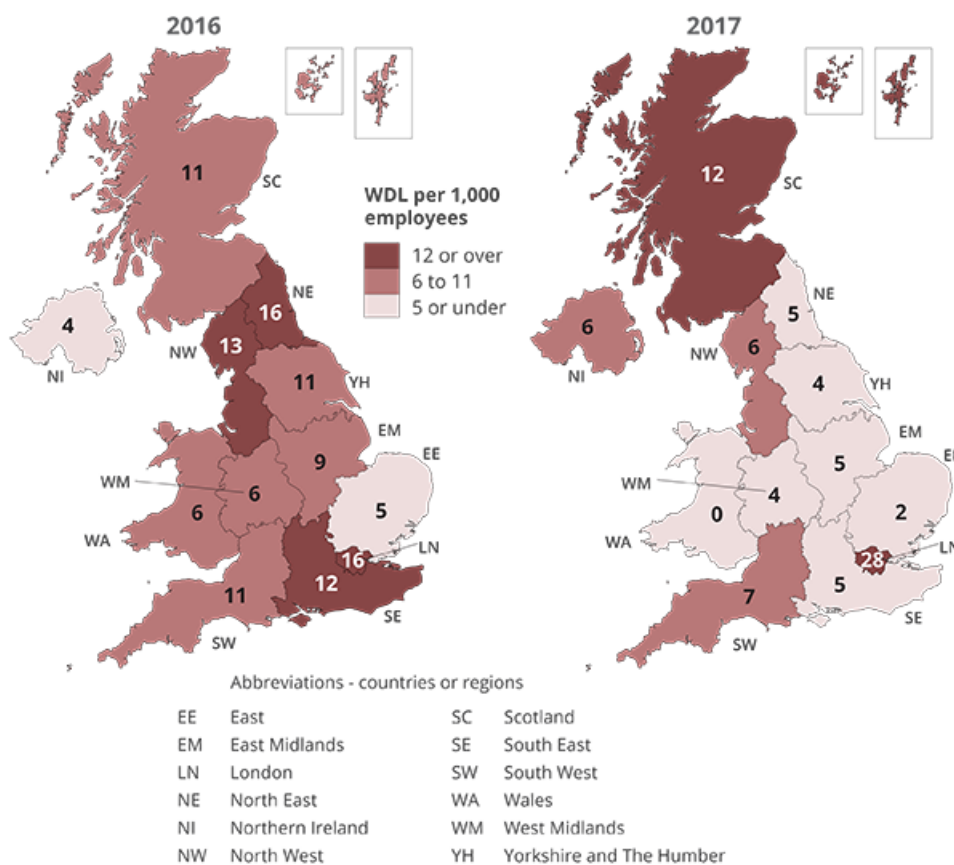 2016
2017
11
SC
WDL per 1,000
employees
12 or over
6 to 11
5 or under
NE
16
4
NI
NW
13
11
YH
EM
EE
9
WM
6
6
5
WA
LN
16
12
11
SE
SW
12
SC
NE
5
6
NI
NW
6
4
YH
EM
5
WM
4
0
2
WA
LN
28
5
7
SE
SW
Abbreviations - countries or regions
EE East SC Scotland
EM East Midlands SE South East
LN London SW South West
NE North East WA Wales
NI Northern Ireland WM West Midlands
NW North West YH Yorkshire and The Humber